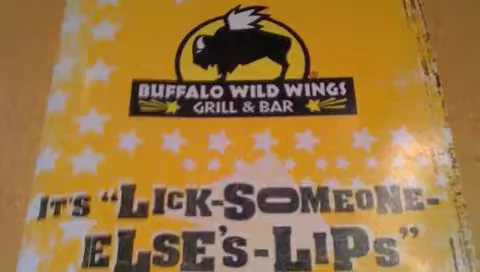 BUFFALO WILD WINGS
GRILL & BAR
IT'S "LICK-SOMEONE-
ELSE'S-LIPS"